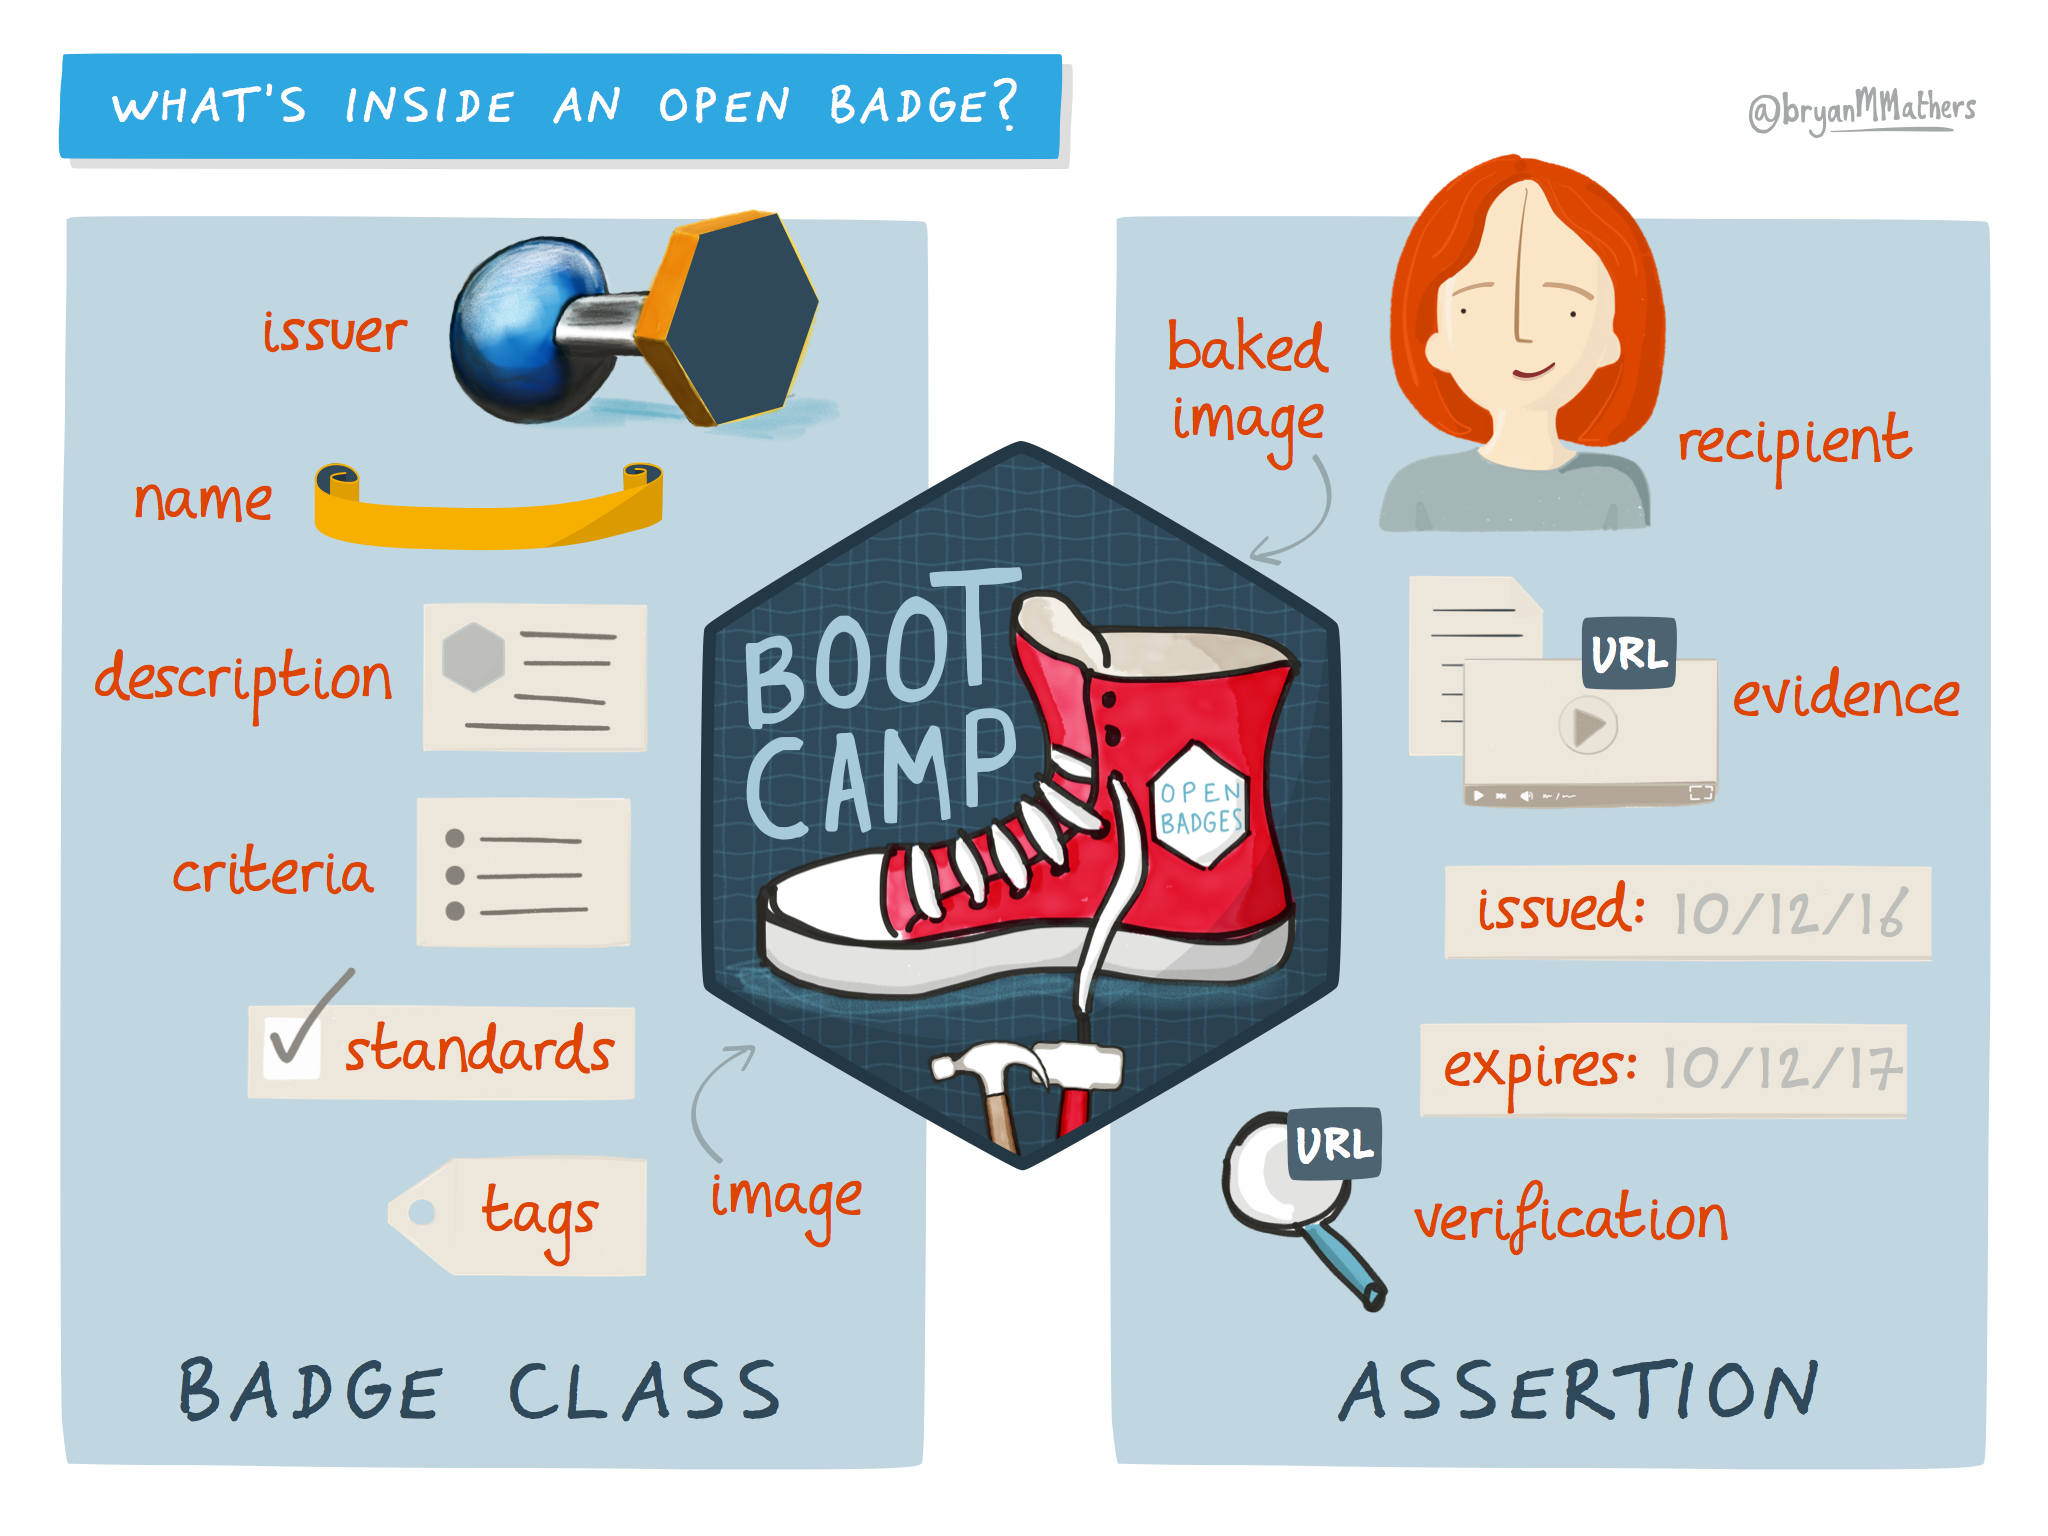 WHAT'S INSIDE AN OPEN BADGE?
@bryanMMathers
issuer
name
description
criteria
standards
tags
image
BADGE CLASS
BOOT
CAMP
OPEN
BADGES
baked
image
recipient
URL
evidence
issued: 10/12/16
expires: 10/12/17
URL
verification
ASSERTION